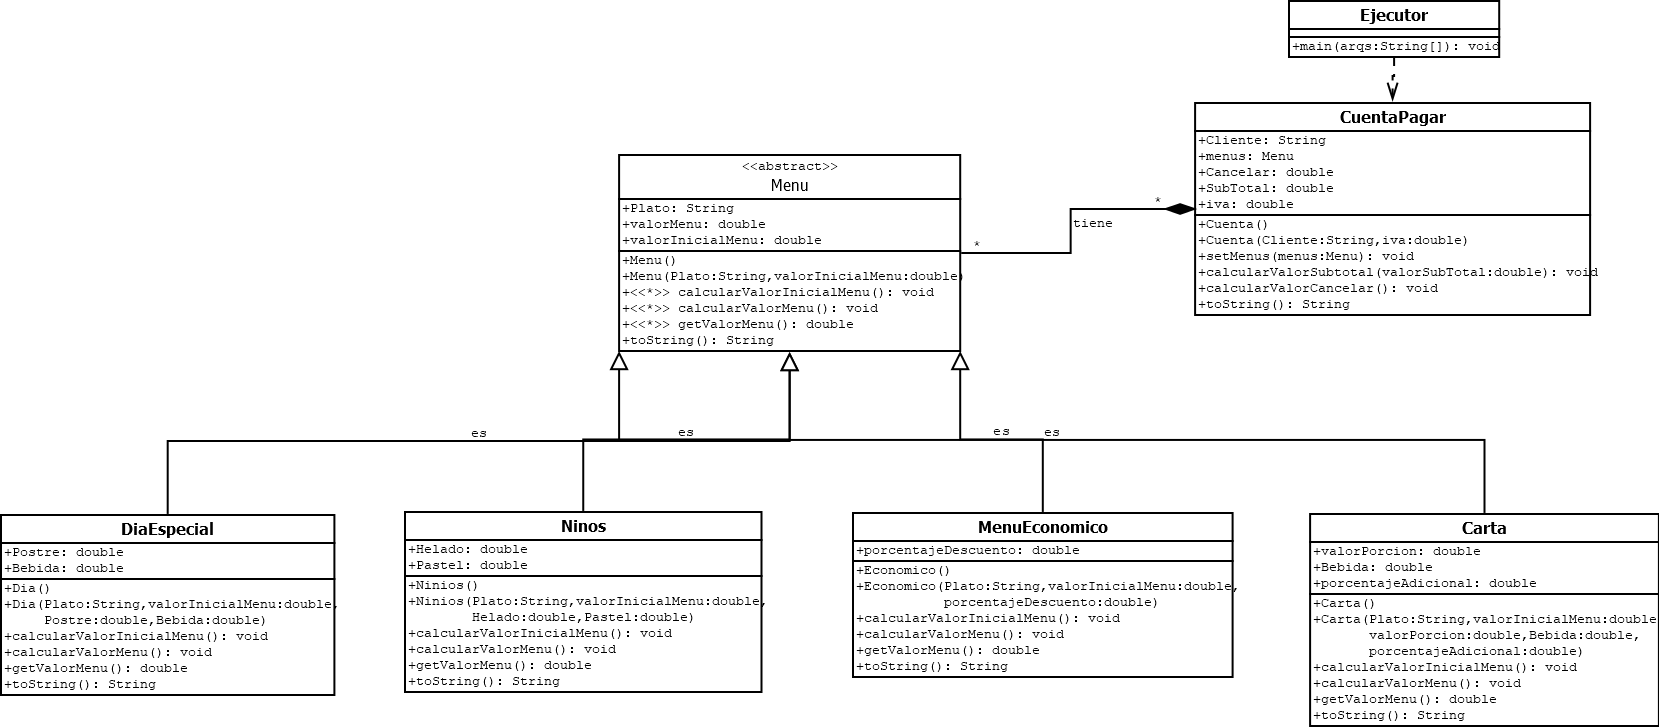 Ejecutor
+main(arqs:String[]): void
CuentaPagar
+Cliente: String
+menus: Menu
+Cancelar: double
+SubTotal: double
+iva: double
+Cuenta()
+Cuenta(Cliente:String,iva:double)
+setMenus(menus:Menu): void
+calcularValorSubtotal(valorSubTotal:double): void
+calcularValorCancelar(): void
+toString(): String
*
tiene
*
<<abstract>>
Menu
+Plato: String
+valorMenu: double
+valorInicialMenu: double
+Menu()
+Menu(Plato:String,valorInicialMenu:double)
+<<*>> calcularValorInicialMenu(): void
+<<*>> calcularValorMenu(): void
+<<*>> getValorMenu(): double
+toString(): String
es
es
es
es
DiaEspecial
+Postre: double
+Bebida: double
+Dia()
+Dia(Plato:String,valorInicialMenu:double,
Postre:double,Bebida:double)
+calcularValorInicialMenu(): void
+calcularValorMenu(): void
+getValorMenu(): double
+toString(): String
Ninos
+Helado: double
+Pastel: double
+Ninios()
+Ninios(Plato:String,valorInicialMenu:double,
Helado:double,Pastel:double)
+calcularValorInicialMenu(): void
+calcularValorMenu(): void
+getValorMenu(): double
+toString(): String
MenuEconomico
+porcentajeDescuento: double
+Economico()
+Economico(Plato:String,valorInicialMenu:double,
porcentajeDescuento:double)
+calcularValorInicialMenu(): void
+calcularValorMenu(): void
+getValorMenu(): double
+toString(): String
Carta
+valorPorcion: double
+Bebida: double
+porcentajeAdicional: double
+Carta()
+Carta(Plato:String,valorInicialMenu:double
valorPorcion:double,Bebida:double,
porcentajeAdicional:double)
+calcularValorInicialMenu(): void
+calcularValorMenu(): void
+getValorMenu(): double
+toString(): String